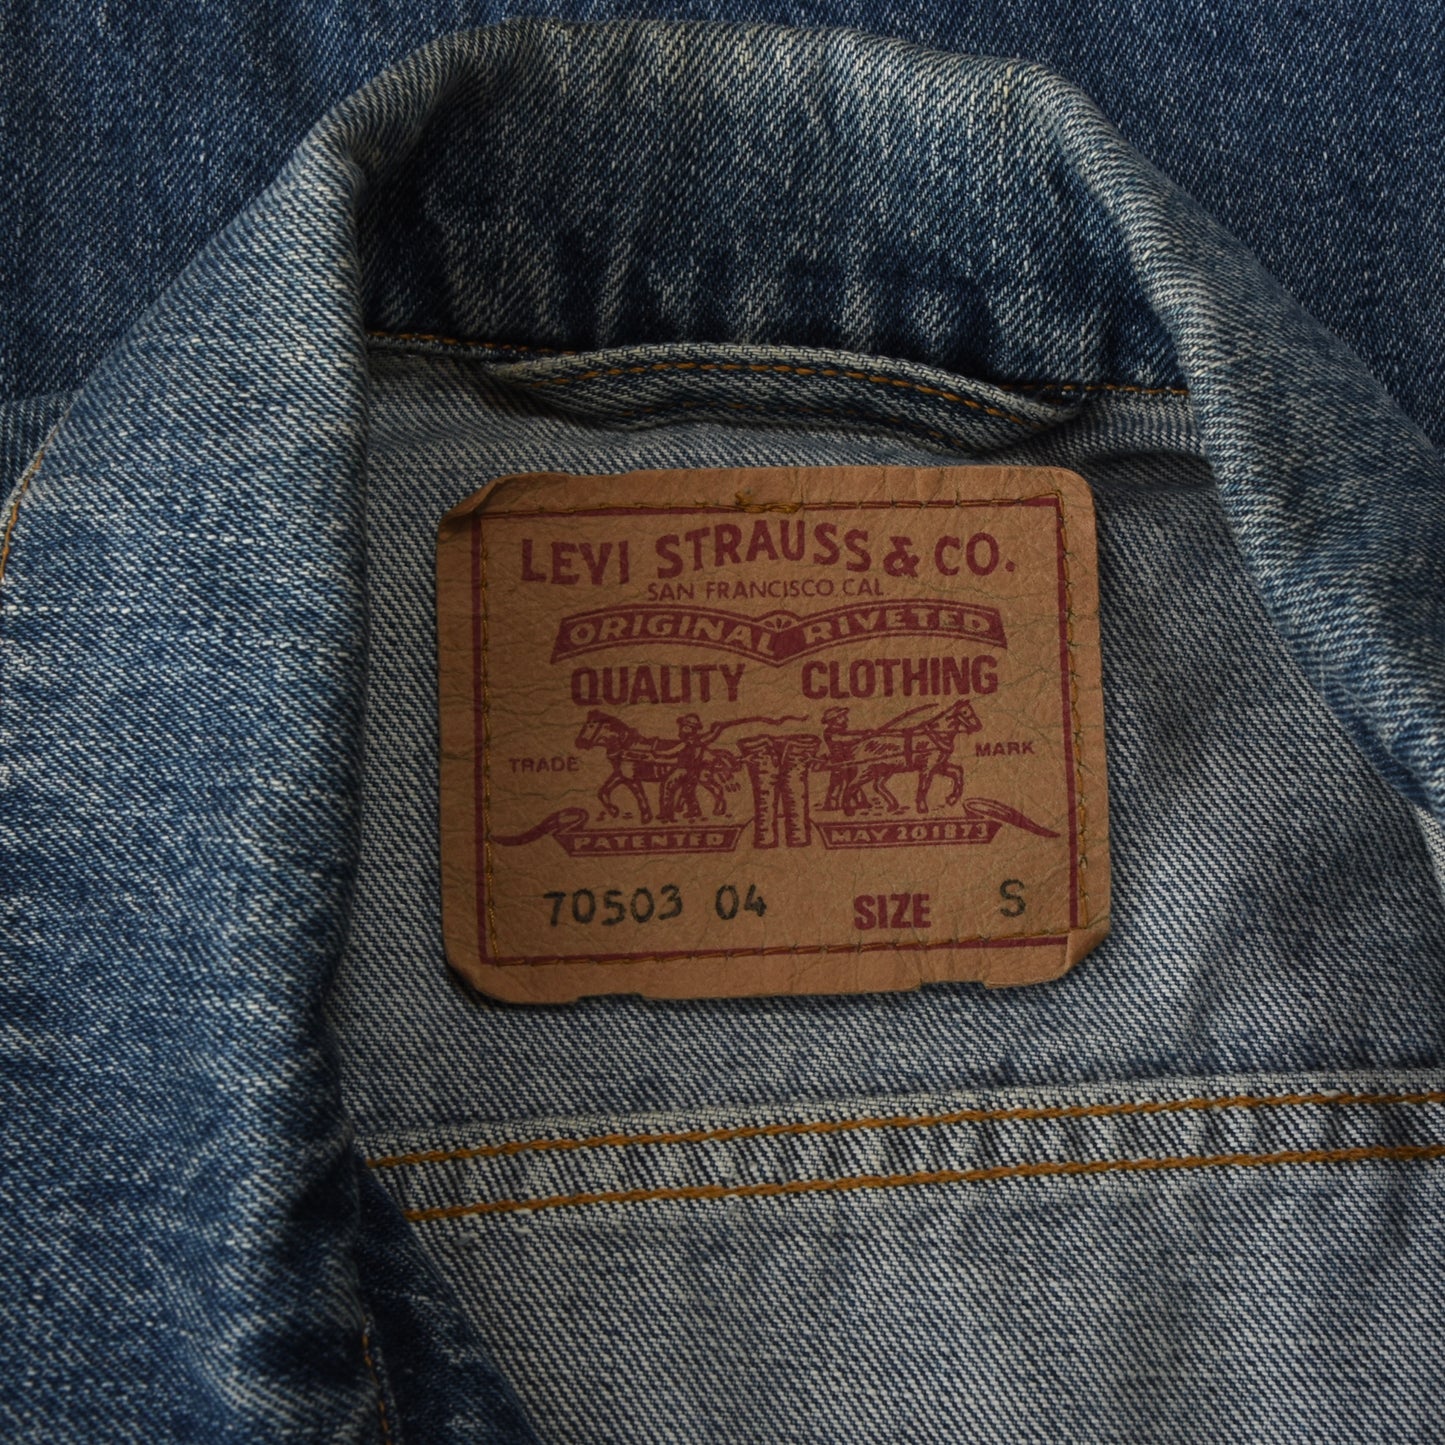 LEVI STRAUSS & CO.
SAN FRANCISCO, CAL
ORIGINAL RIVETED
QUALITY CLOTHING
TRADE MARK
PATENTED MAY 20 1873
70503 04 SIZE S